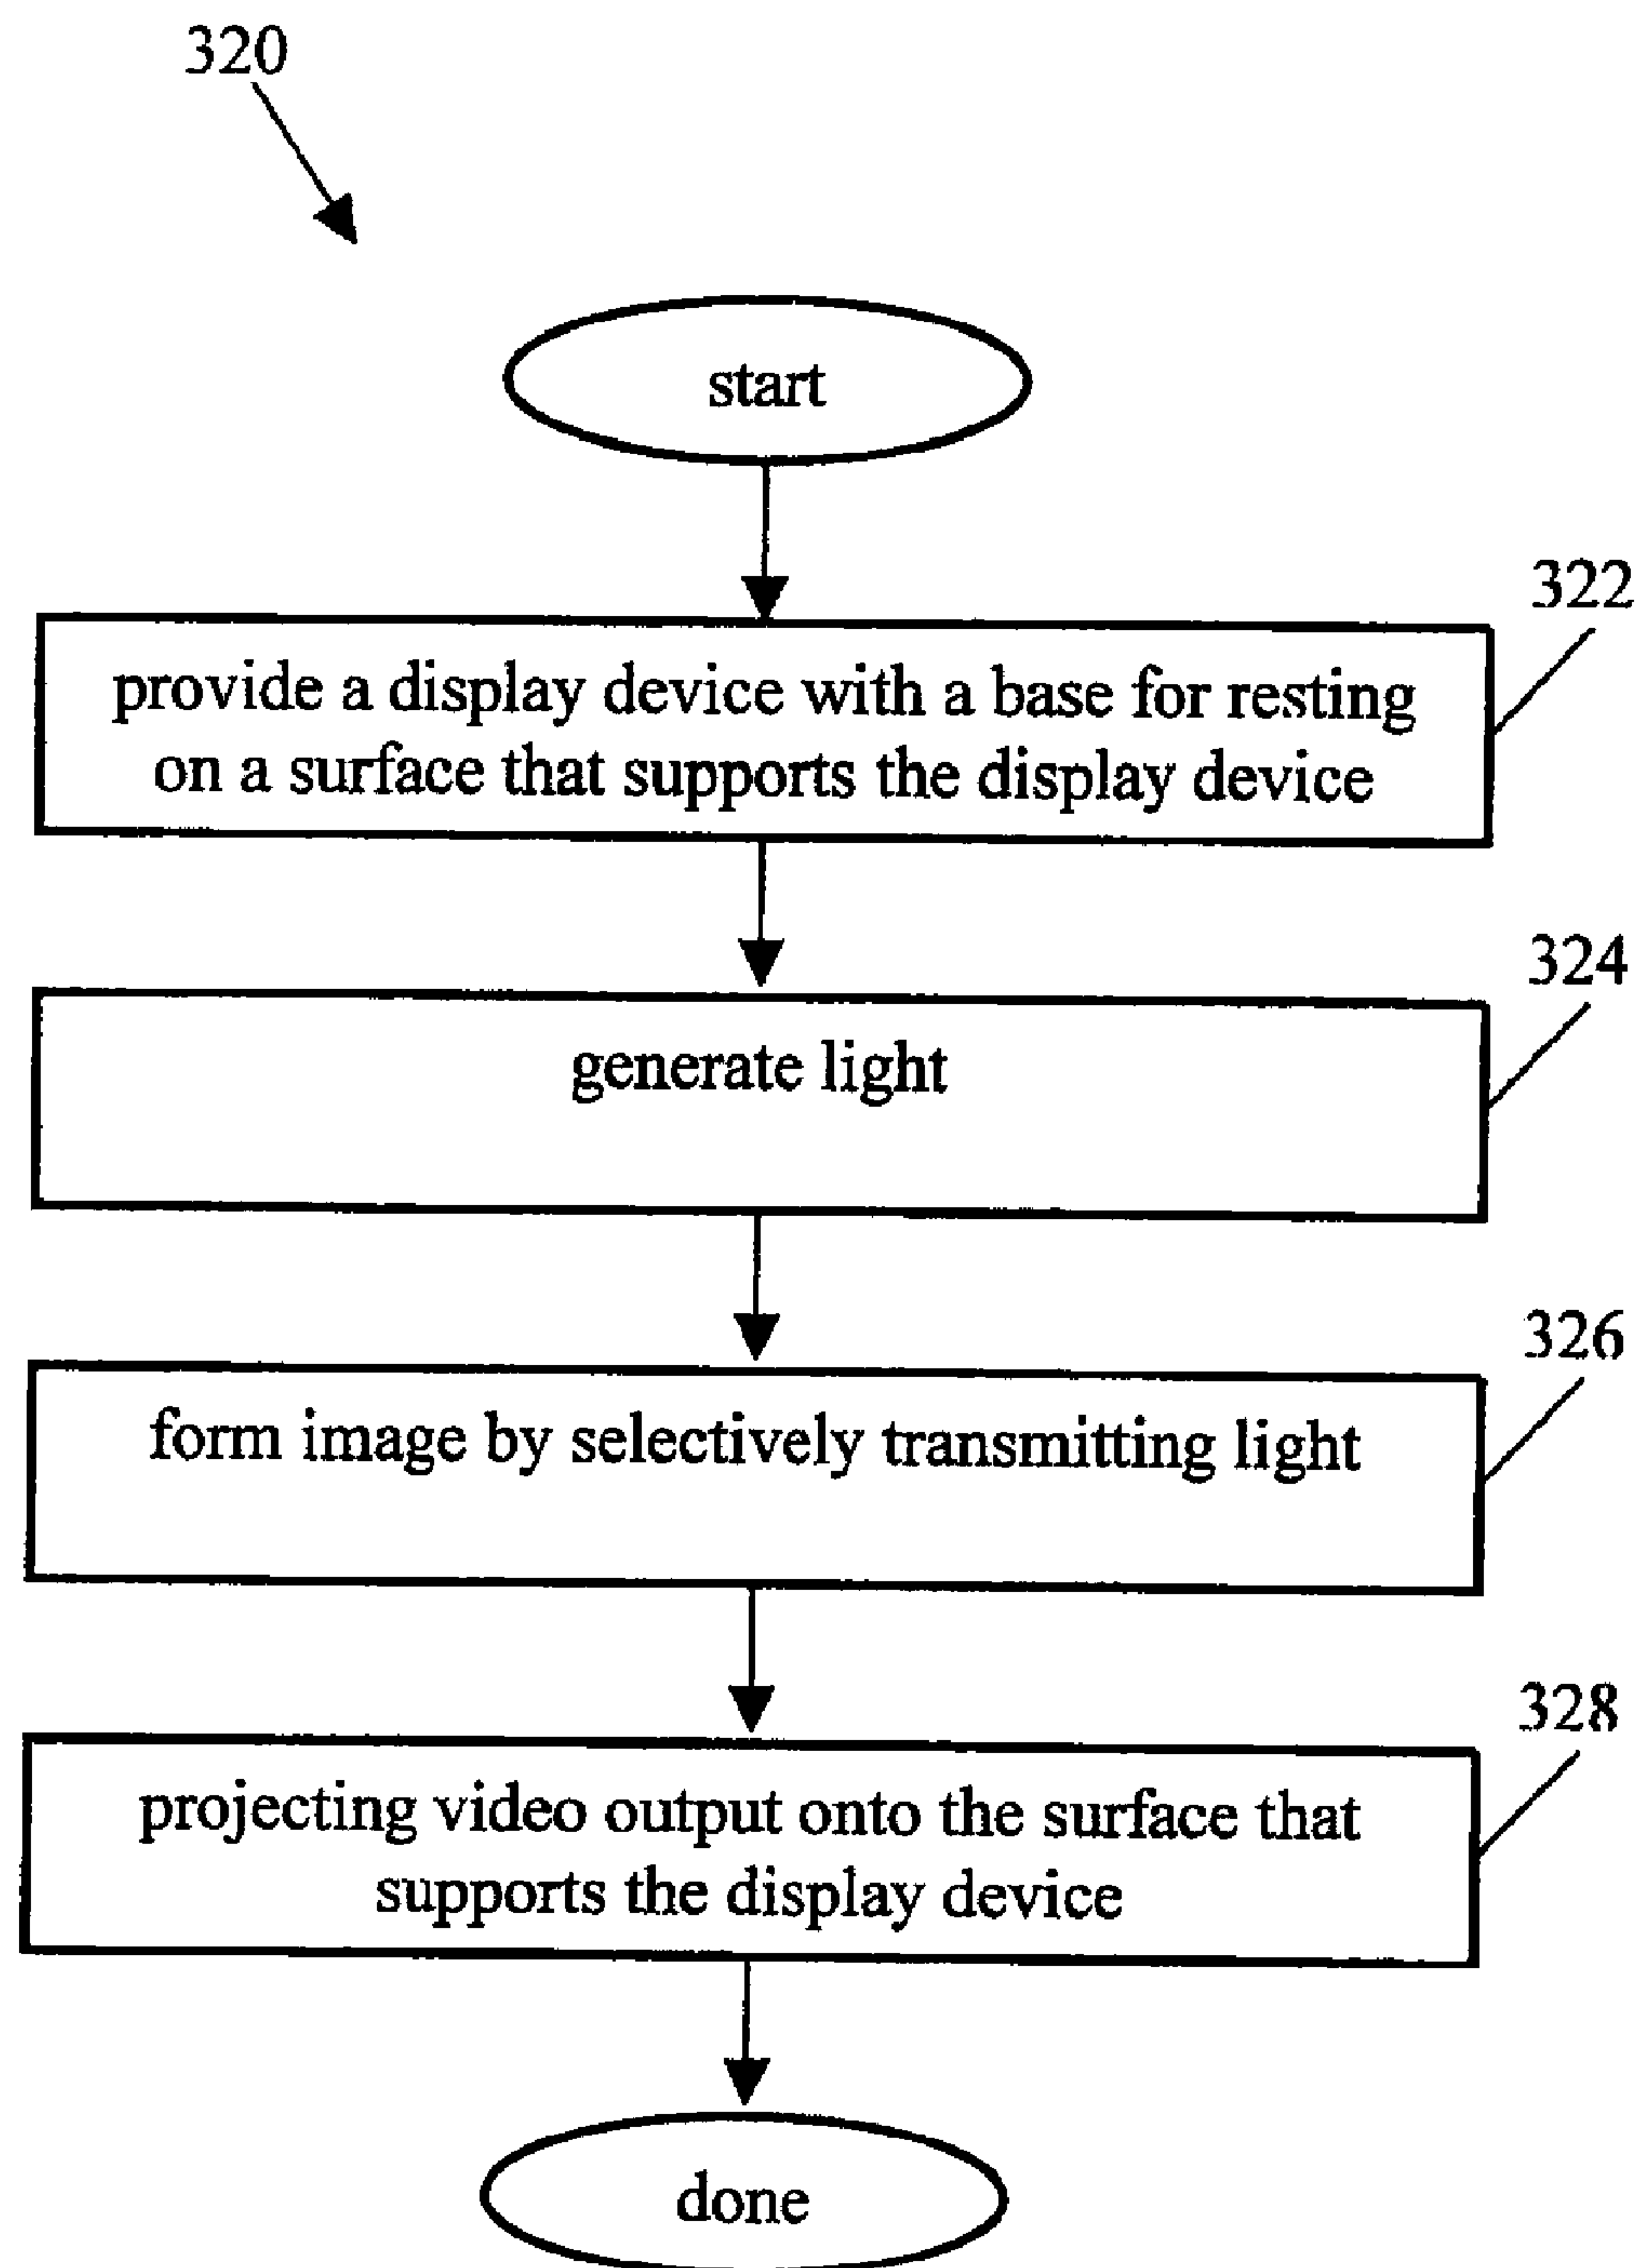 320
start
322
provide a display device with a base for resting
on a surface that supports the display device
324
generate light
326
form image by selectively transmitting light
328
projecting video output onto the surface that
supports the display device
done